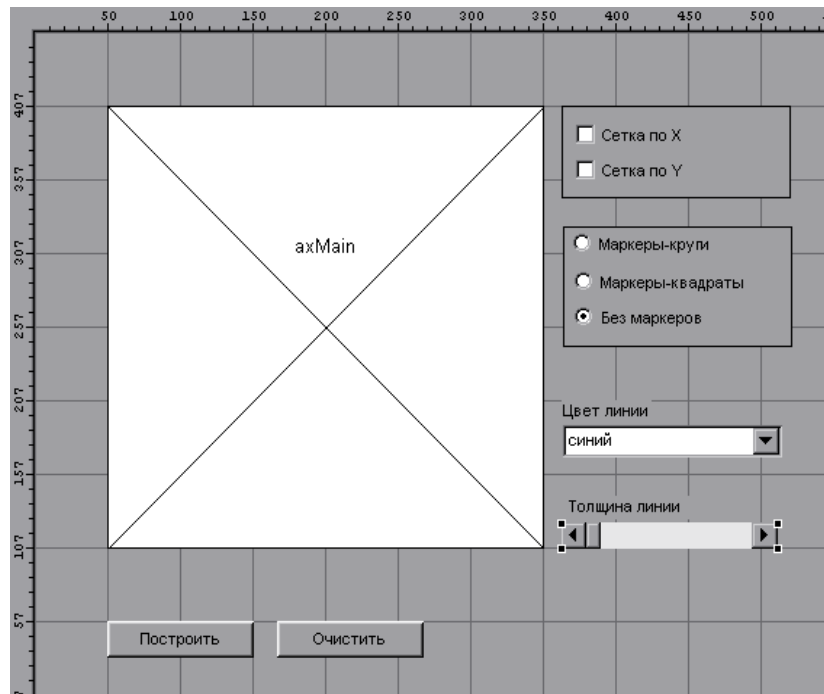 50 100 150 200 250 300 350 400 450 500
407
357
307
257
207
157
107
57
axMain
Сетка по X
Сетка по Y
Маркеры-круги
Маркеры-квадраты
Без маркеров
Цвет линии
синий
Толщина линии
Построить
Очистить